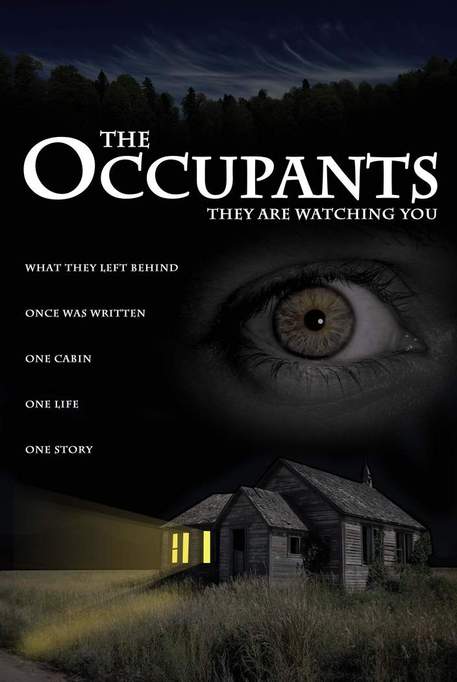 THE
OCCUPANTS
THEY ARE WATCHING YOU
WHAT THEY LEFT BEHIND
ONCE WAS WRITTEN
ONE CABIN
ONE LIFE
ONE STORY